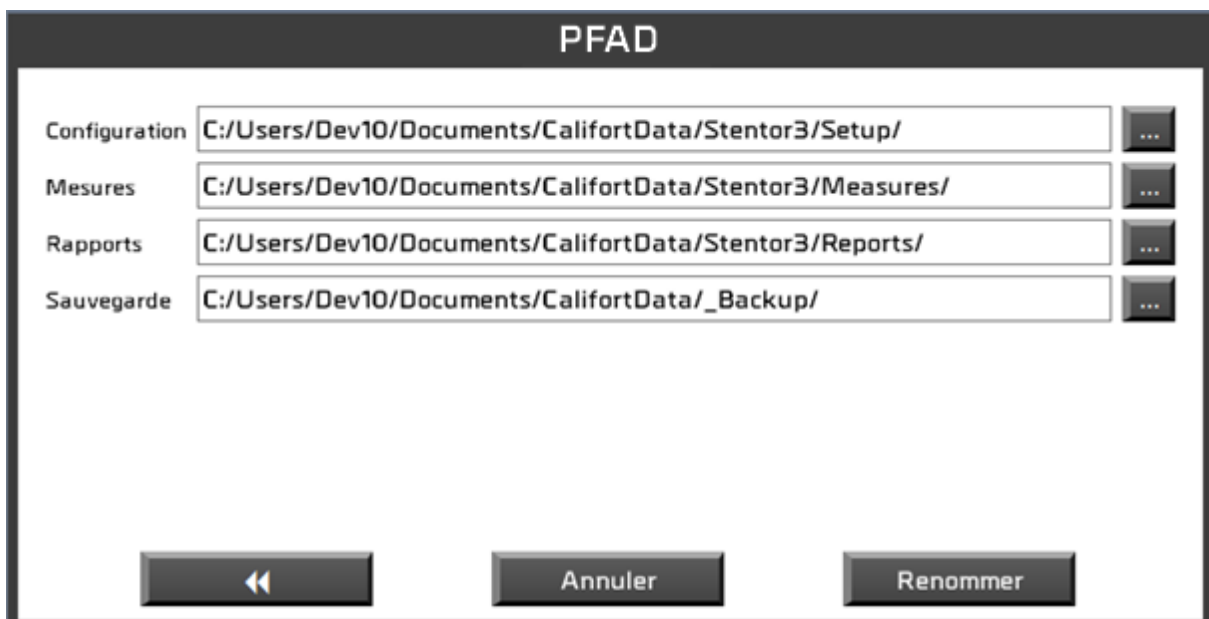 PFAD
Configuration C:/Users/Dev10/Documents/CalifortData/Stentor3/Setup/ ...
Mesures C:/Users/Dev10/Documents/CalifortData/Stentor3/Measures/ ...
Rapports C:/Users/Dev10/Documents/CalifortData/Stentor3/Reports/ ...
Sauvegarde C:/Users/Dev10/Documents/CalifortData/_Backup/ ...
Annuler Renommer